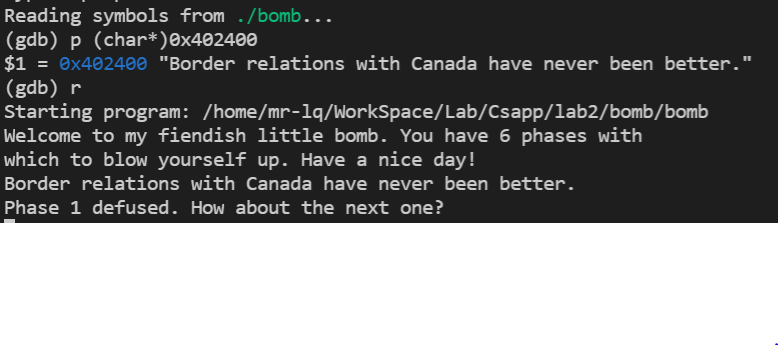 Reading symbols from ./bomb...
(gdb) p (char*)0x402400
$1 = 0x402400 "Border relations with Canada have never been better."
(gdb) r
Starting program: /home/mr-lq/WorkSpace/Lab/Csapp/lab2/bomb/bomb
Welcome to my fiendish little bomb. You have 6 phases with
which to blow yourself up. Have a nice day!
Border relations with Canada have never been better.
Phase 1 defused. How about the next one?